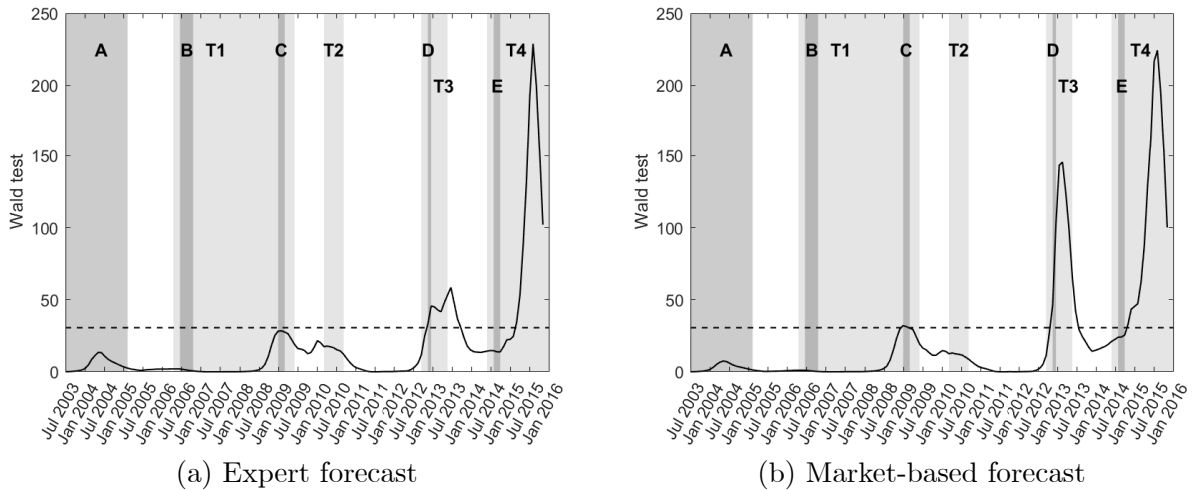 250
200
150
100
50
0
Wald test
A
B
T1
C
T2
D
T3
E
T4
Jul 2003
Jan 2004
Jul 2004
Jan 2005
Jul 2005
Jan 2006
Jul 2006
Jan 2007
Jul 2007
Jan 2008
Jul 2008
Jan 2009
Jul 2009
Jan 2010
Jul 2010
Jan 2011
Jul 2011
Jan 2012
Jul 2012
Jan 2013
Jul 2013
Jan 2014
Jul 2014
Jan 2015
Jul 2015
Jan 2016
(a) Expert forecast
250
200
150
100
50
0
Wald test
A
B
T1
C
T2
D
T3
E
T4
Jul 2003
Jan 2004
Jul 2004
Jan 2005
Jul 2005
Jan 2006
Jul 2006
Jan 2007
Jul 2007
Jan 2008
Jul 2008
Jan 2009
Jul 2009
Jan 2010
Jul 2010
Jan 2011
Jul 2011
Jan 2012
Jul 2012
Jan 2013
Jul 2013
Jan 2014
Jul 2014
Jan 2015
Jul 2015
Jan 2016
(b) Market-based forecast